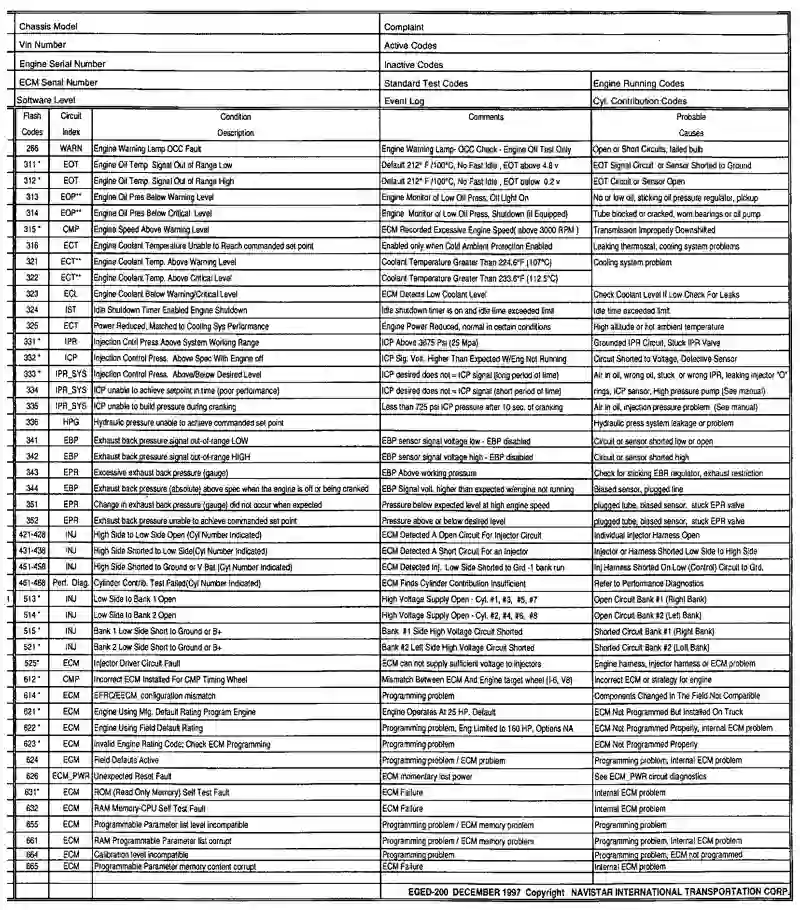 Chassis Model Complaint
Vin Number Active Codes
Engine Serial Number Inactive Codes
ECM Serial Number Standard Test Codes Engine Running Codes
Software Level Event Log Cyl. Contribution Codes
Flash Circuit Condition Comments Probable
Codes Index Description Causes
266 WARN Engine Warning Lamp OCC Fault Engine Warning Lamp- OCC Check - Engine Off Test Only Open or Short Circuits, failed bulb
311 * EOT Engine Oil Temp. Signal Out of Range Low Default 212° F /100°C, No Fast Idle , EOT above 4.8 v EOT Signal Circuit or Sensor Shorted to Ground
312 * EOT Engine Oil Temp. Signal Out of Range High Default 212° F /100°C, No Fast Idle , EOT below 0.2 v EOT Circuit or Sensor Open
313 EOP** Engine Oil Pres Below Warning Level Engine Monitor of Low Oil Press, Oil Light On No or low oil, sticking oil pressure regulator, pickup
314 EOP** Engine Oil Pres Below Critical Level Engine Monitor of Low Oil Press, Shutdown (if Equipped) Tube blocked or cracked, worn bearings or oil pump
315 * CMP Engine Speed Above Warning Level ECM Recorded Excessive Engine Speed( above 3000 RPM ) Transmission Improperly Downshifted
316 ECT Engine Coolant Temperature Unable to Reach commanded set point Enabled only when Cold Ambient Protection Enabled Leaking thermostat, cooling system problems
321 ECT** Engine Coolant Temp. Above Warning Level Coolant Temperature Greater Than 224.6°F (107°C) Cooling system problem
322 ECT** Engine Coolant Temp. Above Critical Level Coolant Temperature Greater Than 233.6°F (112.5°C)
323 ECL Engine Coolant Below Warning/Critical Level ECM Detects Low Coolant Level Check Coolant Level If Low Check For Leaks
324 IST Idle Shutdown Timer Enabled Engine Shutdown Idle shutdown timer is on and idle time exceeded limit Idle time exceeded limit
325 ECT Power Reduced, Matched to Cooling Sys Performance Engine Power Reduced, normal in certain conditions High altitude or hot ambient temperature
331 * IPR Injection Cntrl Press Above System Working Range ICP Above 3675 Psi (25 Mpa) Grounded IPR Circuit, Stuck IPR Valve
332 * ICP Injection Control Press. Above Spec With Engine off ICP Sig. Volt. Higher Than Expected W/Eng Not Running Circuit Shorted to Voltage, Defective Sensor
333 * IPR_SYS Injection Control Press. Above/Below Desired Level ICP desired does not = ICP signal (long period of time) Air in oil, wrong oil, stuck or wrong IPR, leaking injector "O"
334 IPR_SYS ICP unable to achieve setpoint in time (poor performance) ICP desired does not = ICP signal (short period of time) rings, ICP sensor, High pressure pump (See manual)
335 IPR_SYS ICP unable to build pressure during cranking Less than 725 psi ICP pressure after 10 sec. of cranking Air in oil, injection pressure problem (See manual)
336 HPG Hydraulic pressure unable to achieve commanded set point Hydraulic press system leakage or problem
341 EBP Exhaust back pressure signal out-of-range LOW EBP sensor signal voltage low - EBP disabled Circuit or sensor shorted low or open
342 EBP Exhaust back pressure signal out-of-range HIGH EBP sensor signal voltage high - EBP disabled Circuit or sensor shorted high
343 EPR Excessive exhaust back pressure (gauge) EBP Above working pressure Check for sticking EBR regulator, exhaust restriction
344 EBP Exhaust back pressure (absolute) above spec when the engine is off or being cranked EBP Signal volt. higher than expected w/engine not running Biased sensor, plugged line
351 EPR Change in exhaust back pressure (gauge) did not occur when expected Pressure below expected level at high engine speed plugged tube, biased sensor, stuck EPR valve
352 EPR Exhaust back pressure unable to achieve commanded set point Pressure above or below desired level plugged tube, biased sensor, stuck EPR valve
421-428 INJ High Side to Low Side Open (Cyl Number Indicated) ECM Detected A Open Circuit For Injector Circuit Individual Injector Harness Open
431-438 INJ High Side Shorted to Low Side(Cyl Number Indicated) ECM Detected A Short Circuit For an Injector Injector or Harness Shorted Low Side to High Side
451-458 INJ High Side Shorted to Ground or V Bat.(Cyl Number Indicated) ECM Detected Inj. Low Side Shorted to Grd -1 bank run Inj Harness Shorted On Low (Control) Circuit to Grd.
461-468 Perf. Diag. Cylinder Contrib. Test Failed(Cyl Number Indicated) ECM Finds Cylinder Contribution Insufficient Refer to Performance Diagnostics
513 * INJ Low Side to Bank 1 Open High Voltage Supply Open - Cyl. #1, #3, #5, #7 Open Circuit Bank #1 (Right Bank)
514 * INJ Low Side to Bank 2 Open High Voltage Supply Open - Cyl. #2, #4, #6, #8 Open Circuit Bank #2 (Left Bank)
515 * INJ Bank 1 Low Side Short to Ground or B+ Bank #1 Side High Voltage Circuit Shorted Shorted Circuit Bank #1 (Right Bank)
521 * INJ Bank 2 Low Side Short to Ground or B+ Bank #2 Left Side High Voltage Circuit Shorted Shorted Circuit Bank #2 (Left Bank)
525* ECM Injector Driver Circuit Fault ECM can not supply sufficient voltage to injectors Engine harness, injector harness or ECM problem
612 * CMP Incorrect ECM Installed For CMP Timing Wheel Mismatch Between ECM And Engine target wheel (I-6, V8) Incorrect ECM or strategy for engine
614 * ECM EFRC/EECM configuration mismatch Programming problem Components Changed In The Field Not Compatible
621 * ECM Engine Using Mfg. Default Rating Program Engine Engine Operates At 25 HP, Default ECM Not Programmed But Installed On Truck
622 * ECM Engine Using Field Default Rating Programming problem, Eng Limited to 160 HP, Options NA ECM Not Programmed Properly, internal ECM problem
623 * ECM Invalid Engine Rating Code; Check ECM Programming Programming problem ECM Not Programmed Properly
624 ECM Field Defaults Active Programming problem / ECM problem Programming problem, Internal ECM problem
626 ECM_PWR Unexpected Reset Fault ECM momentary lost power See ECM_PWR circuit diagnostics
631* ECM ROM (Read Only Memory) Self Test Fault ECM Failure Internal ECM problem
632 ECM RAM Memory-CPU Self Test Fault ECM Failure Internal ECM problem
655 ECM Programmable Parameter list level incompatible Programming problem / ECM memory problem Programming problem
661 ECM RAM Programmable Parameter list corrupt Programming problem / ECM memory problem Programming problem, Internal ECM problem
664 ECM Calibration level incompatible Programming problem Programming problem, ECM not programmed
665 ECM Programmable Parameter memory content corrupt ECM Failure Internal ECM problem
EGED-200 DECEMBER 1997 Copyright NAVISTAR INTERNATIONAL TRANSPORTATION CORP.